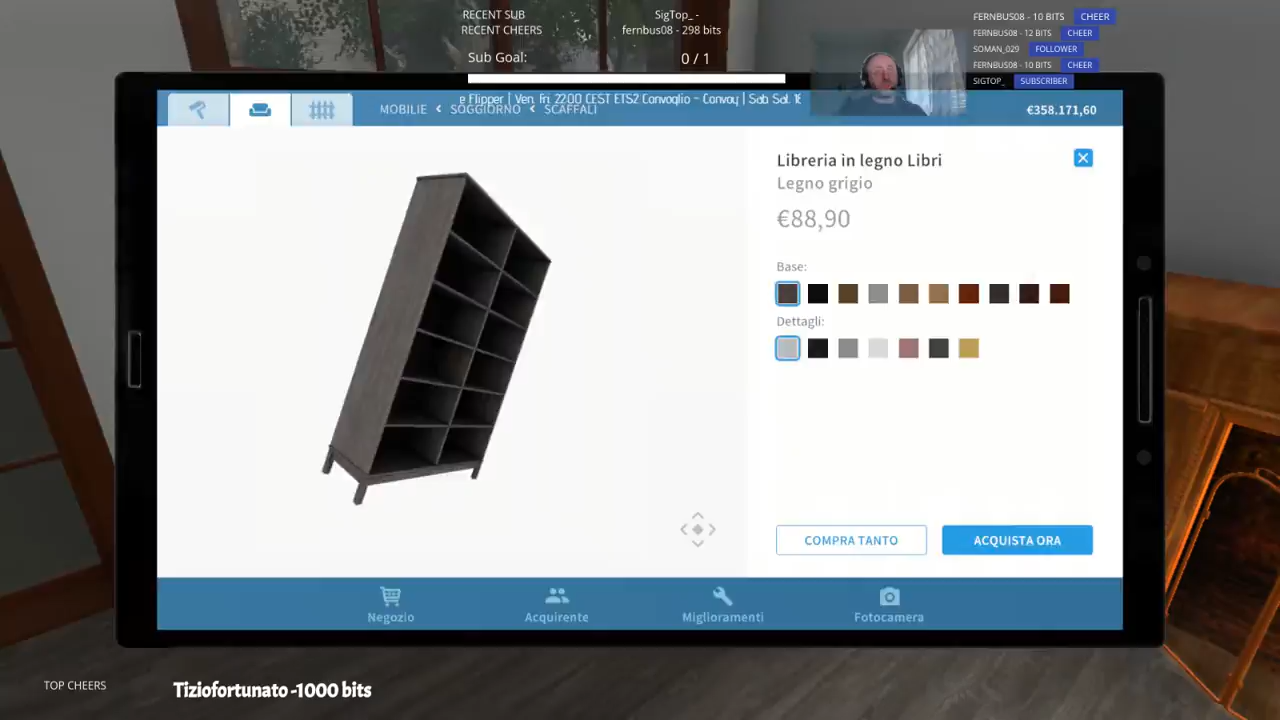 RECENT SUB
SigTop_ -
RECENT CHEERS
fernbus08 - 298 bits
Sub Goal:
0 / 1
FERNBUS08 - 10 BITS CHEER
FERNBUS08 - 12 BITS CHEER
SOMAN_029 FOLLOWER
FERNBUS08 - 10 BITS CHEER
SIGTOP_ SUBSCRIBER
e Flipper | Ven. Fri. 22.00 CEST ETS2 Convoglio - Convoy | Sab Sat. 16
MOBILIE < SOGGIORNO < SCAFFALI
€358.171,60
Libreria in legno Libri
Legno grigio
€88,90
Base:
Dettagli:
COMPRA TANTO
ACQUISTA ORA
Negozio
Acquirente
Miglioramenti
Fotocamera
TOP CHEERS
Tiziofortunato -1000 bits